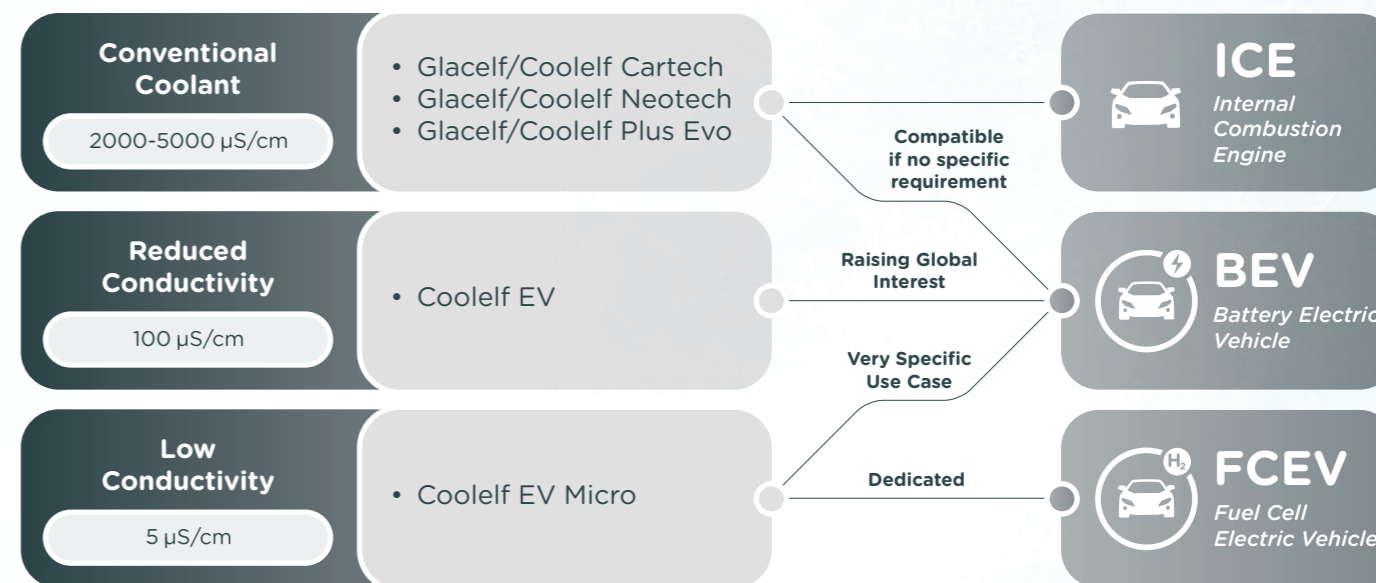 Conventional
Coolant
2000-5000 µS/cm
• Glacelf/Coolelf Cartech
• Glacelf/Coolelf Neotech
• Glacelf/Coolelf Plus Evo
Compatible
if no specific
requirement
ICE
Internal
Combustion
Engine
Reduced
Conductivity
100 µS/cm
• Coolelf EV
Raising Global
Interest
BEV
Battery Electric
Vehicle
Very Specific
Use Case
Low
Conductivity
5 µS/cm
• Coolelf EV Micro
Dedicated
H₂
FCEV
Fuel Cell
Electric Vehicle